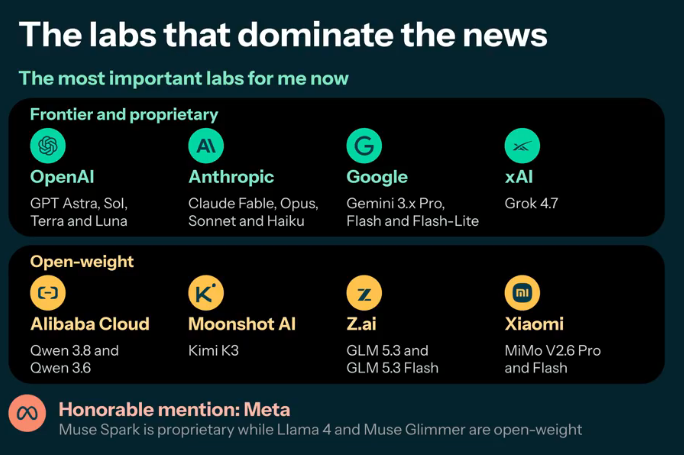 The labs that dominate the news
The most important labs for me now
Frontier and proprietary
OpenAI
GPT Astra, Sol,
Terra and Luna
Anthropic
Claude Fable, Opus,
Sonnet and Haiku
Google
Gemini 3.x Pro,
Flash and Flash-Lite
xAI
Grok 4.7
Open-weight
Alibaba Cloud
Qwen 3.8 and
Qwen 3.6
Moonshot AI
Kimi K3
Z.ai
GLM 5.3 and
GLM 5.3 Flash
Xiaomi
MiMo V2.6 Pro
and Flash
Honorable mention: Meta
Muse Spark is proprietary while Llama 4 and Muse Glimmer are open-weight